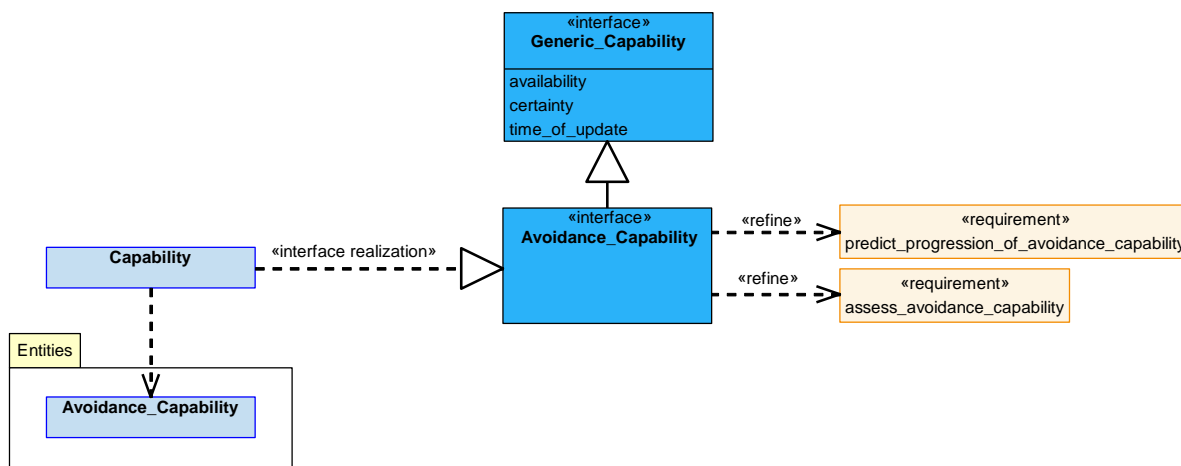 «interface»
Generic_Capability
availability
certainty
time_of_update
«interface»
Avoidance_Capability
«refine»
«requirement»
predict_progression_of_avoidance_capability
Capability
«interface realization»
«refine»
«requirement»
assess_avoidance_capability
Entities
Avoidance_Capability